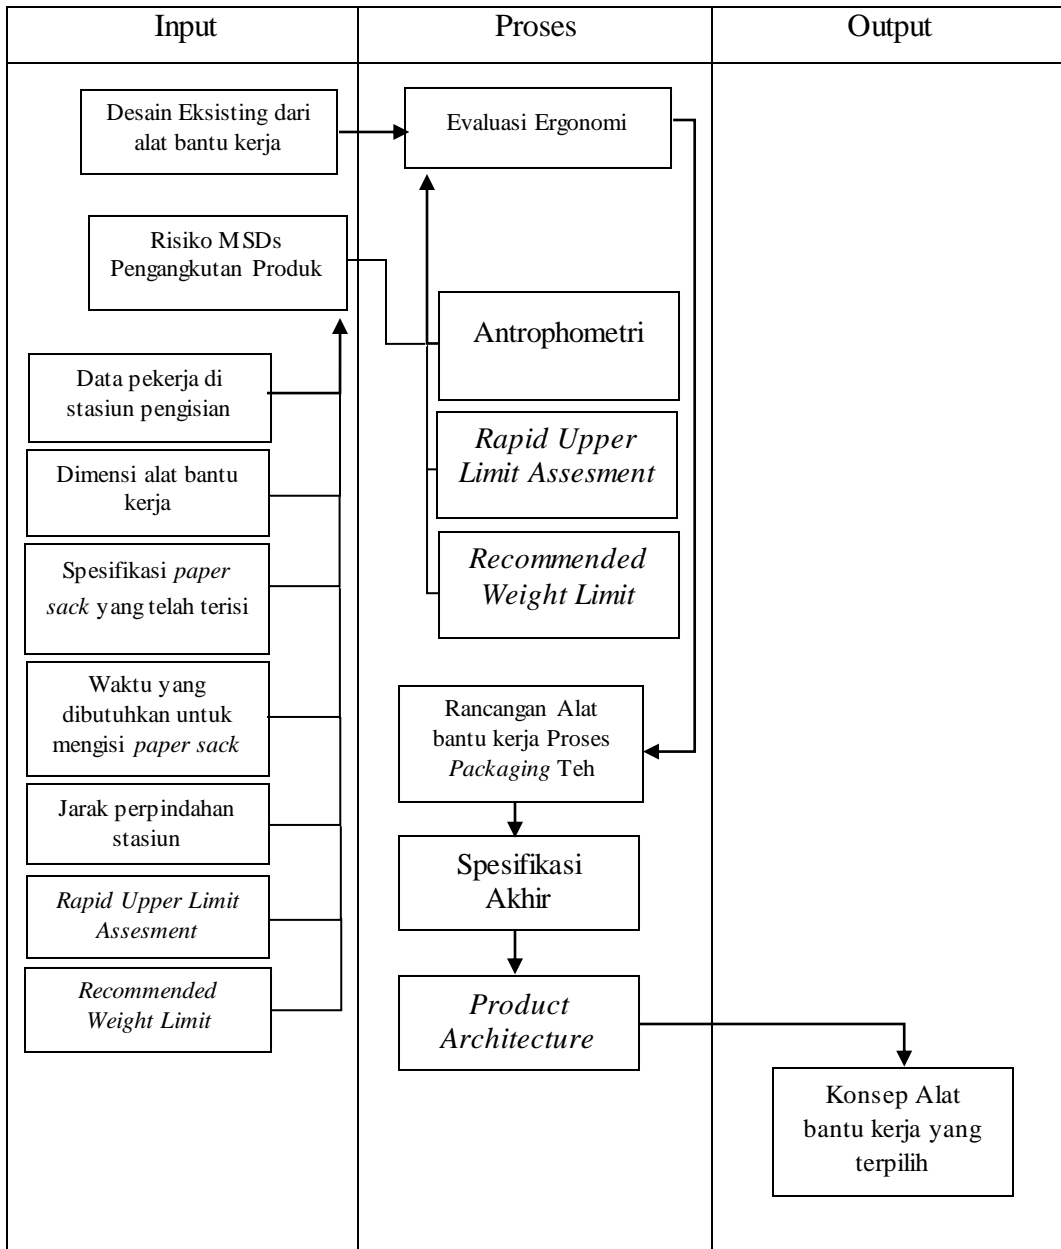 Input
Proses
Output
Desain Eksisting dari
alat bantu kerja
Risiko MSDs
Pengangkutan Produk
Data pekerja di
stasiun pengisian
Dimensi alat bantu
kerja
Spesifikasi paper
sack yang telah terisi
Waktu yang
dibutuhkan untuk
mengisi paper sack
Jarak perpindahan
stasiun
Rapid Upper Limit
Assesment
Recommended
Weight Limit
Evaluasi Ergonomi
Antrophometri
Rapid Upper
Limit Assesment
Recommended
Weight Limit
Rancangan Alat
bantu kerja Proses
Packaging Teh
Spesifikasi
Akhir
Product
Architecture
Konsep Alat
bantu kerja yang
terpilih